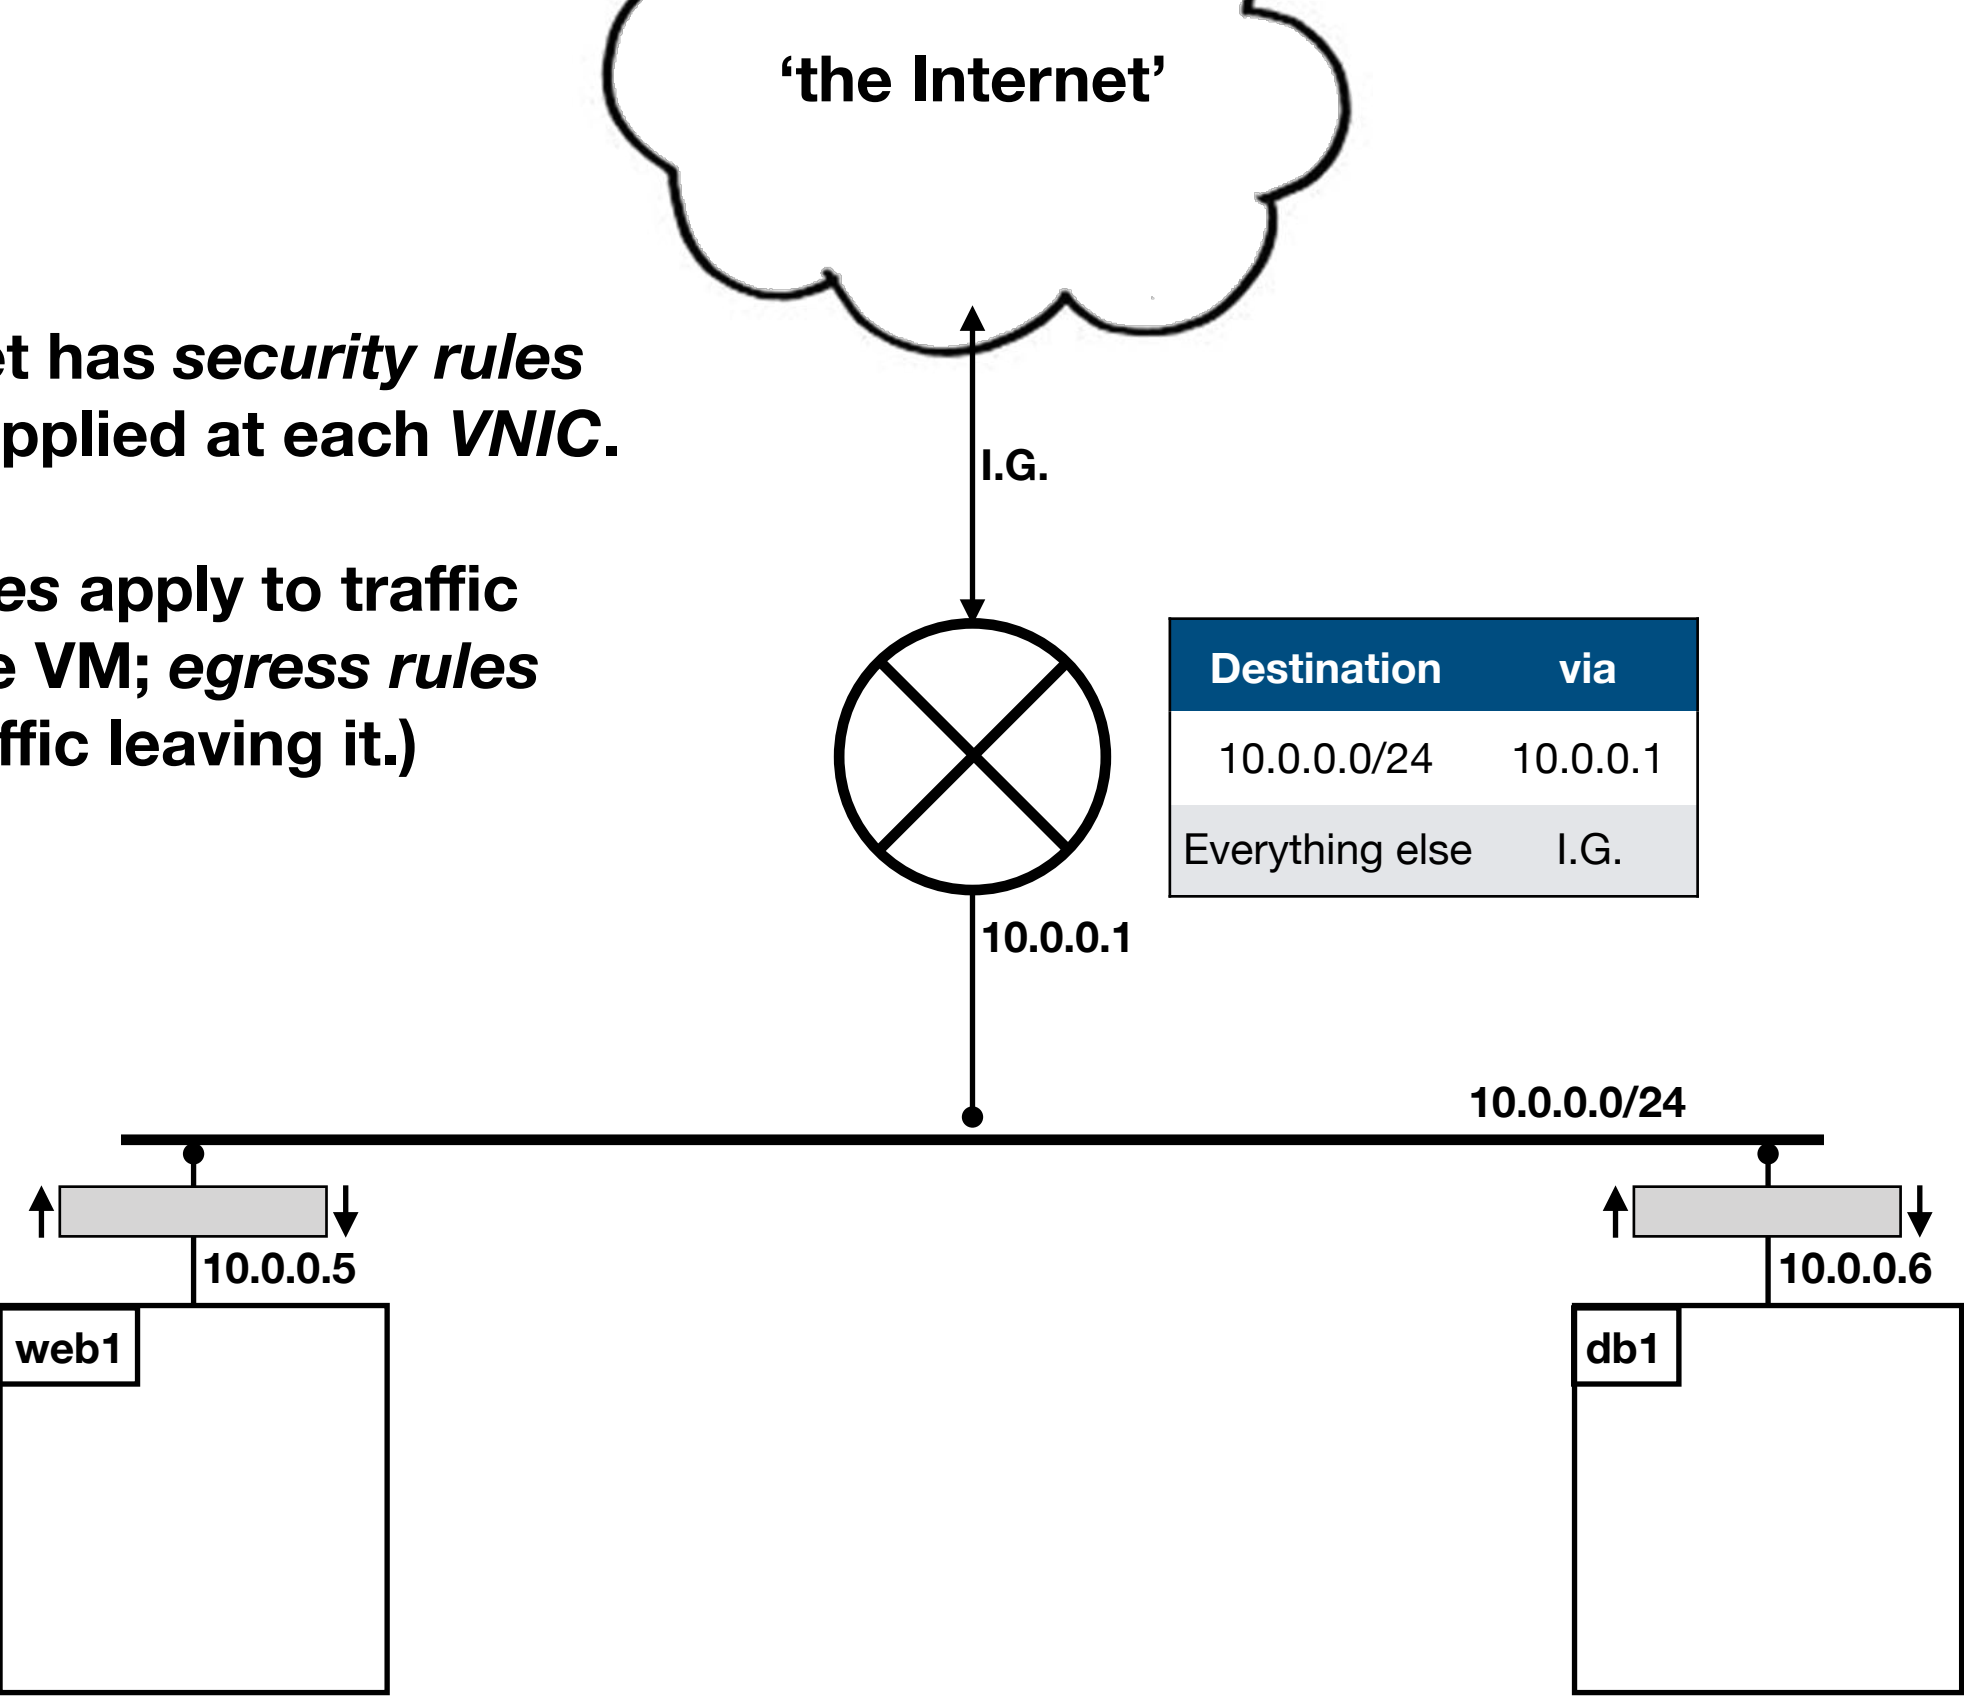 ‘the Internet’
et has security rules
pplied at each VNIC.
I.G.
es apply to traffic
e VM; egress rules
ffic leaving it.)
Destination via
10.0.0.0/24 10.0.0.1
Everything else I.G.
10.0.0.1
10.0.0.0/24
10.0.0.5
10.0.0.6
web1
db1